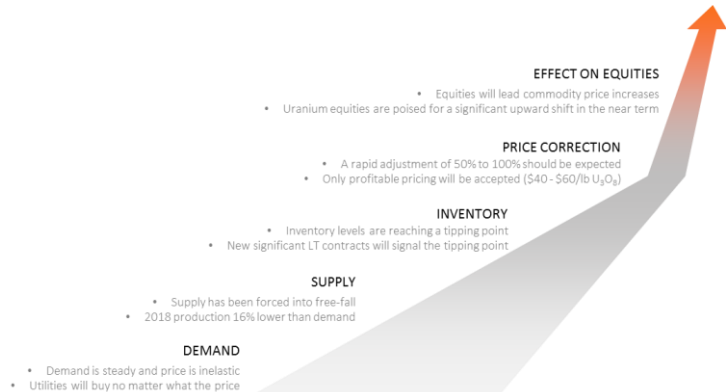 EFFECT ON EQUITIES
• Equities will lead commodity price increases
• Uranium equities are poised for a significant upward shift in the near term
PRICE CORRECTION
• A rapid adjustment of 50% to 100% should be expected
• Only profitable pricing will be accepted ($40 - $60/lb U₃O₈)
INVENTORY
• Inventory levels are reaching a tipping point
• New significant LT contracts will signal the tipping point
SUPPLY
• Supply has been forced into free-fall
• 2018 production 16% lower than demand
DEMAND
• Demand is steady and price is inelastic
• Utilities will buy no matter what the price